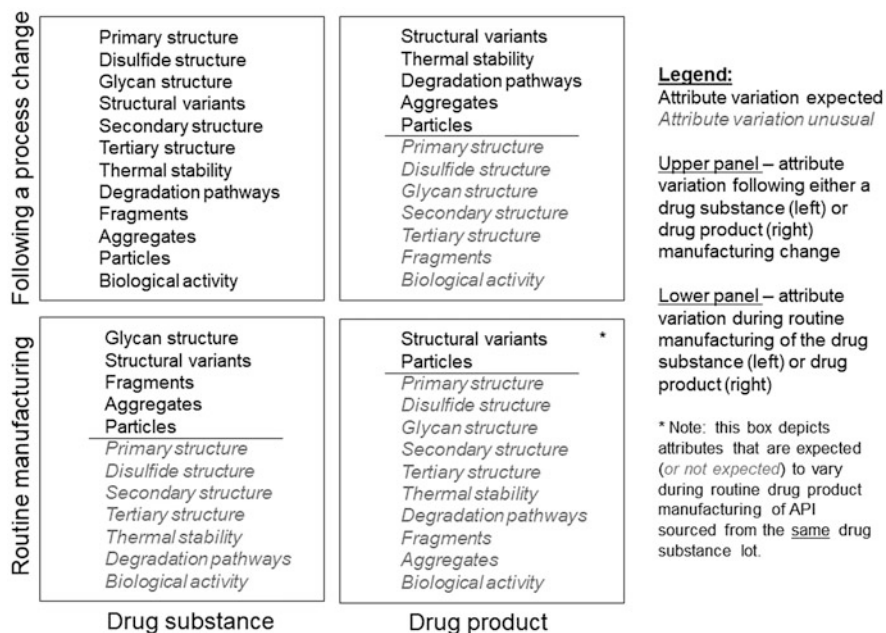 Following a process change
Primary structure
Disulfide structure
Glycan structure
Structural variants
Secondary structure
Tertiary structure
Thermal stability
Degradation pathways
Fragments
Aggregates
Particles
Biological activity
Structural variants
Thermal stability
Degradation pathways
Aggregates
Particles
Primary structure
Disulfide structure
Glycan structure
Secondary structure
Tertiary structure
Fragments
Biological activity
Routine manufacturing
Glycan structure
Structural variants
Fragments
Aggregates
Particles
Primary structure
Disulfide structure
Secondary structure
Tertiary structure
Thermal stability
Degradation pathways
Biological activity
Structural variants *
Particles
Primary structure
Disulfide structure
Glycan structure
Secondary structure
Tertiary structure
Thermal stability
Degradation pathways
Fragments
Aggregates
Biological activity
Drug substance
Drug product
Legend:
Attribute variation expected
Attribute variation unusual
Upper panel – attribute
variation following either a
drug substance (left) or
drug product (right)
manufacturing change
Lower panel – attribute
variation during routine
manufacturing of the drug
substance (left) or drug
product (right)
* Note: this box depicts
attributes that are expected
(or not expected) to vary
during routine drug product
manufacturing of API
sourced from the same drug
substance lot.